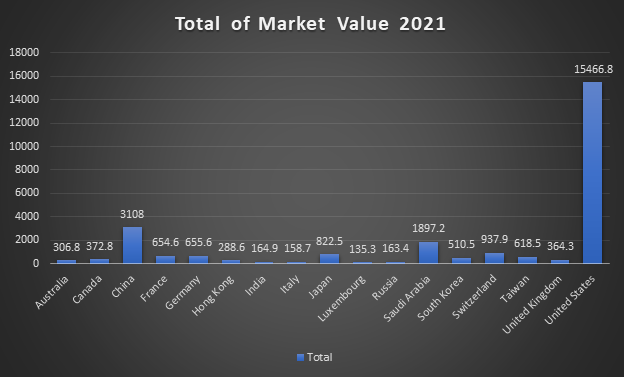 Total of Market Value 2021
18000
16000
14000
12000
10000
8000
6000
4000
2000
0
306.8
372.8
3108
654.6
655.6
288.6
164.9
158.7
822.5
135.3
163.4
1897.2
510.5
937.9
618.5
364.3
15466.8
Australia
Canada
China
France
Germany
Hong Kong
India
Italy
Japan
Luxembourg
Russia
Saudi Arabia
South Korea
Switzerland
Taiwan
United Kingdom
United States
Total